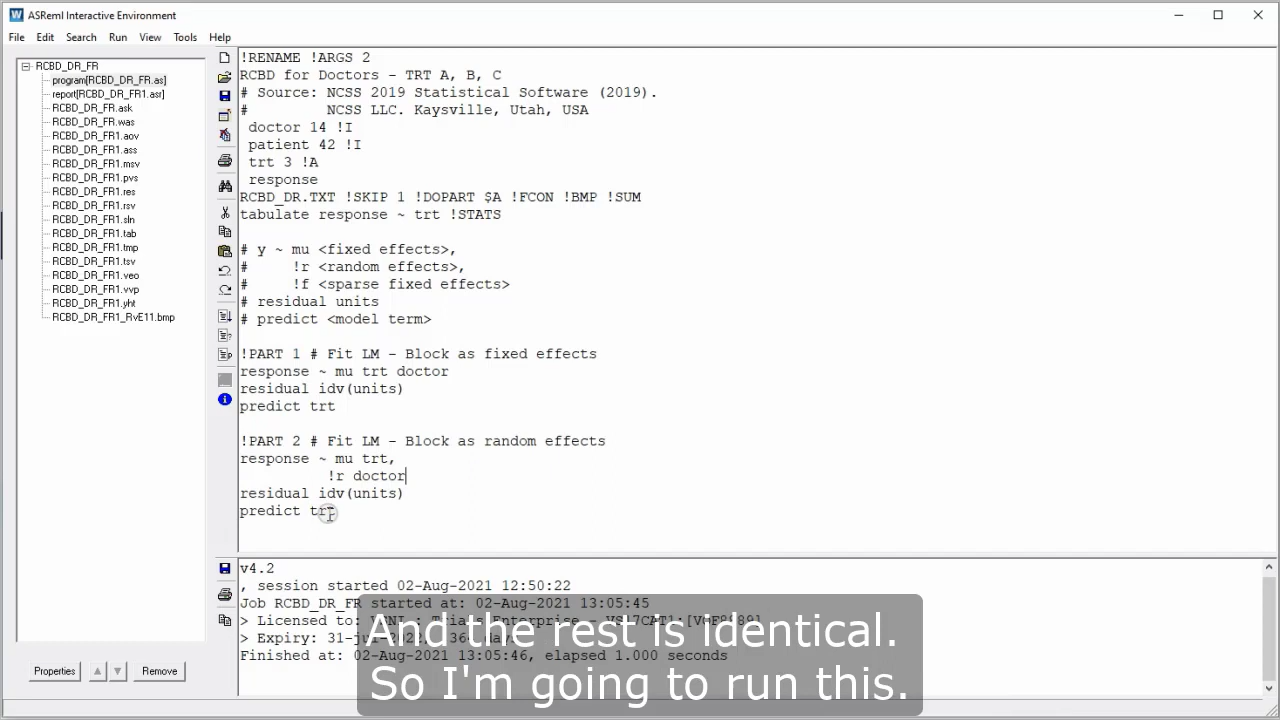 ASReml Interactive Environment
File Edit Search Run View Tools Help
RCBD_DR_FR
program[RCBD_DR_FR.as]
report[RCBD_DR_FR1.asr]
RCBD_DR_FR.ask
RCBD_DR_FR.was
RCBD_DR_FR1.aov
RCBD_DR_FR1.ass
RCBD_DR_FR1.msv
RCBD_DR_FR1.pvs
RCBD_DR_FR1.res
RCBD_DR_FR1.rsv
RCBD_DR_FR1.sln
RCBD_DR_FR1.tab
RCBD_DR_FR1.tmp
RCBD_DR_FR1.tsv
RCBD_DR_FR1.veo
RCBD_DR_FR1.vvp
RCBD_DR_FR1.yht
RCBD_DR_FR1_RvE11.bmp
Properties Remove
!RENAME !ARGS 2
RCBD for Doctors - TRT A, B, C
# Source: NCSS 2019 Statistical Software (2019).
#         NCSS LLC. Kaysville, Utah, USA
doctor 14 !I
patient 42 !I
trt 3 !A
response
RCBD_DR.TXT !SKIP 1 !DOPART $A !FCON !BMP !SUM
tabulate response ~ trt !STATS
# y ~ mu <fixed effects>,
#     !r <random effects>,
#     !f <sparse fixed effects>
# residual units
# predict <model term>
!PART 1 # Fit LM - Block as fixed effects
response ~ mu trt doctor
residual idv(units)
predict trt
!PART 2 # Fit LM - Block as random effects
response ~ mu trt,
!r doctor
residual idv(units)
predict trt
v4.2
, session started 02-Aug-2021 12:50:22
Job RCBD_DR_FR started at: 02-Aug-2021 13:05:45
> Licensed to:
> Expiry:
Finished at: 02-Aug-2021 13:05:46, elapsed 1.000 seconds
And the rest is identical.
So I'm going to run this.